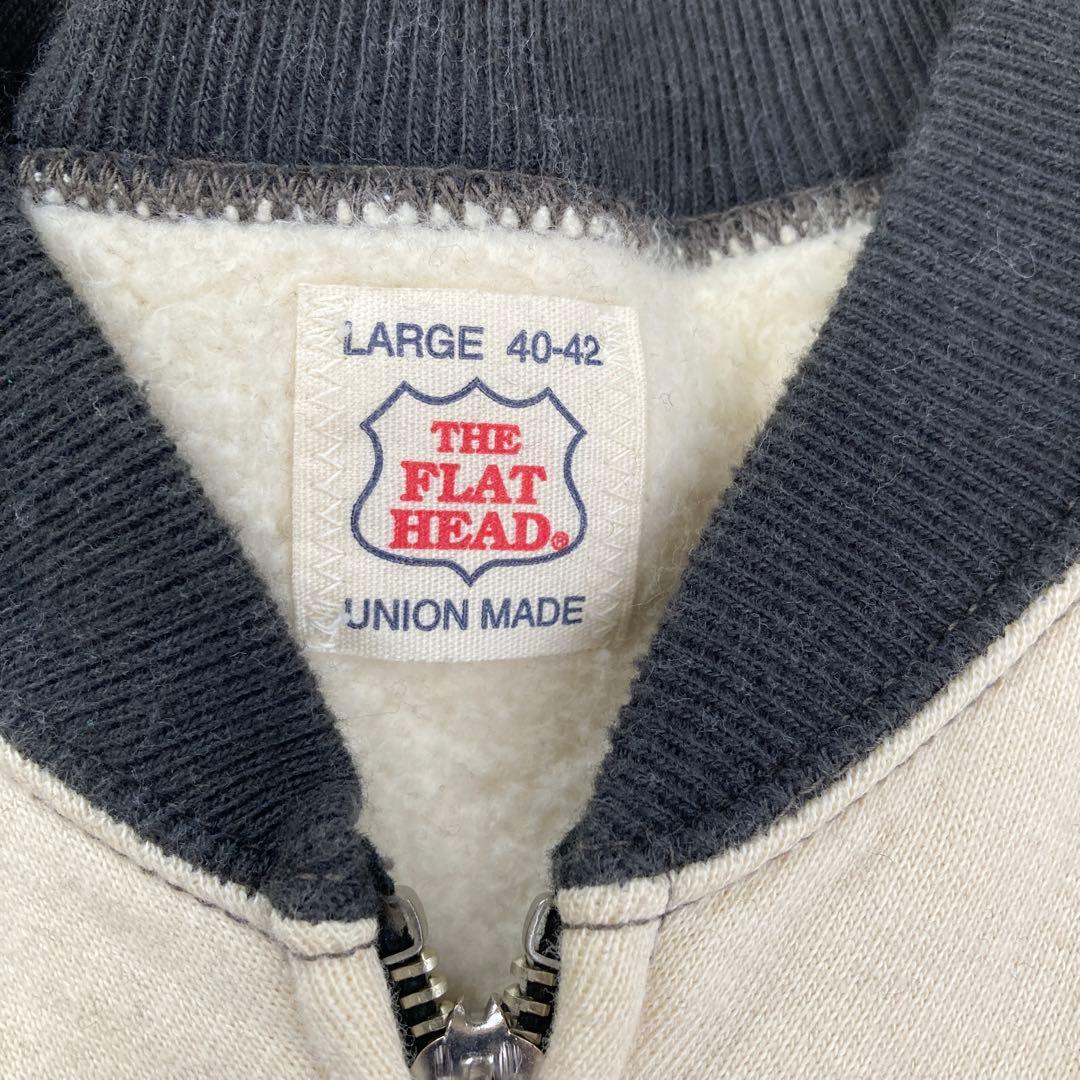 LARGE 40-42
THE
FLAT
HEAD®
UNION MADE